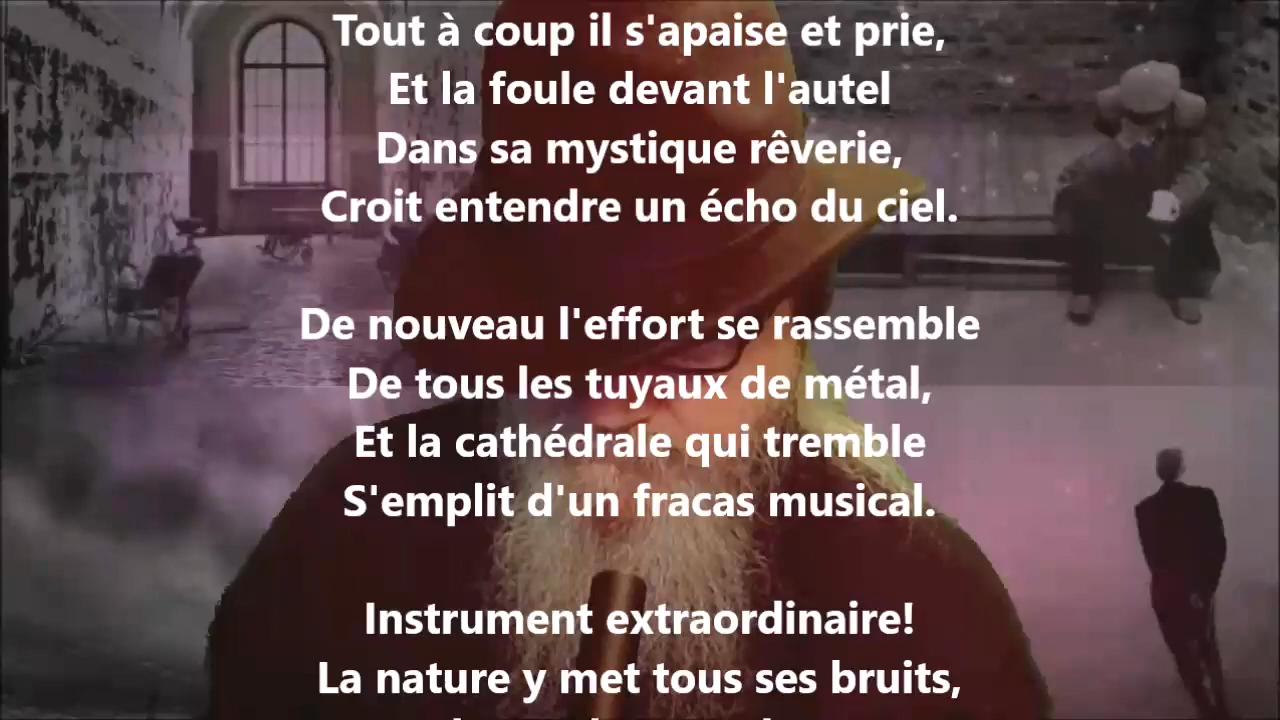 Tout à coup il s'apaise et prie,
Et la foule devant l'autel
Dans sa mystique rêverie,
Croit entendre un écho du ciel.
De nouveau l'effort se rassemble
De tous les tuyaux de métal,
Et la cathédrale qui tremble
S'emplit d'un fracas musical.
Instrument extraordinaire!
La nature y met tous ses bruits,